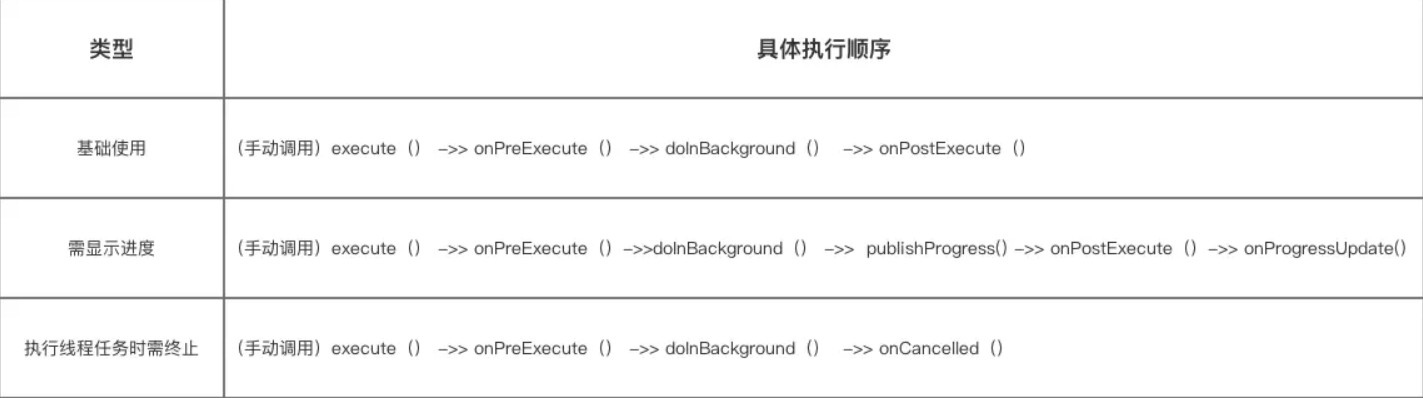 类型
具体执行顺序
基础使用
（手动调用）execute（） ->> onPreExecute（） ->> doInBackground（） ->> onPostExecute（）
需显示进度
（手动调用）execute（） ->> onPreExecute（）->>doInBackground（） ->> publishProgress() ->> onPostExecute（）->> onProgressUpdate()
执行线程任务时需终止
（手动调用）execute（） ->> onPreExecute（） ->> doInBackground（） ->> onCancelled（）